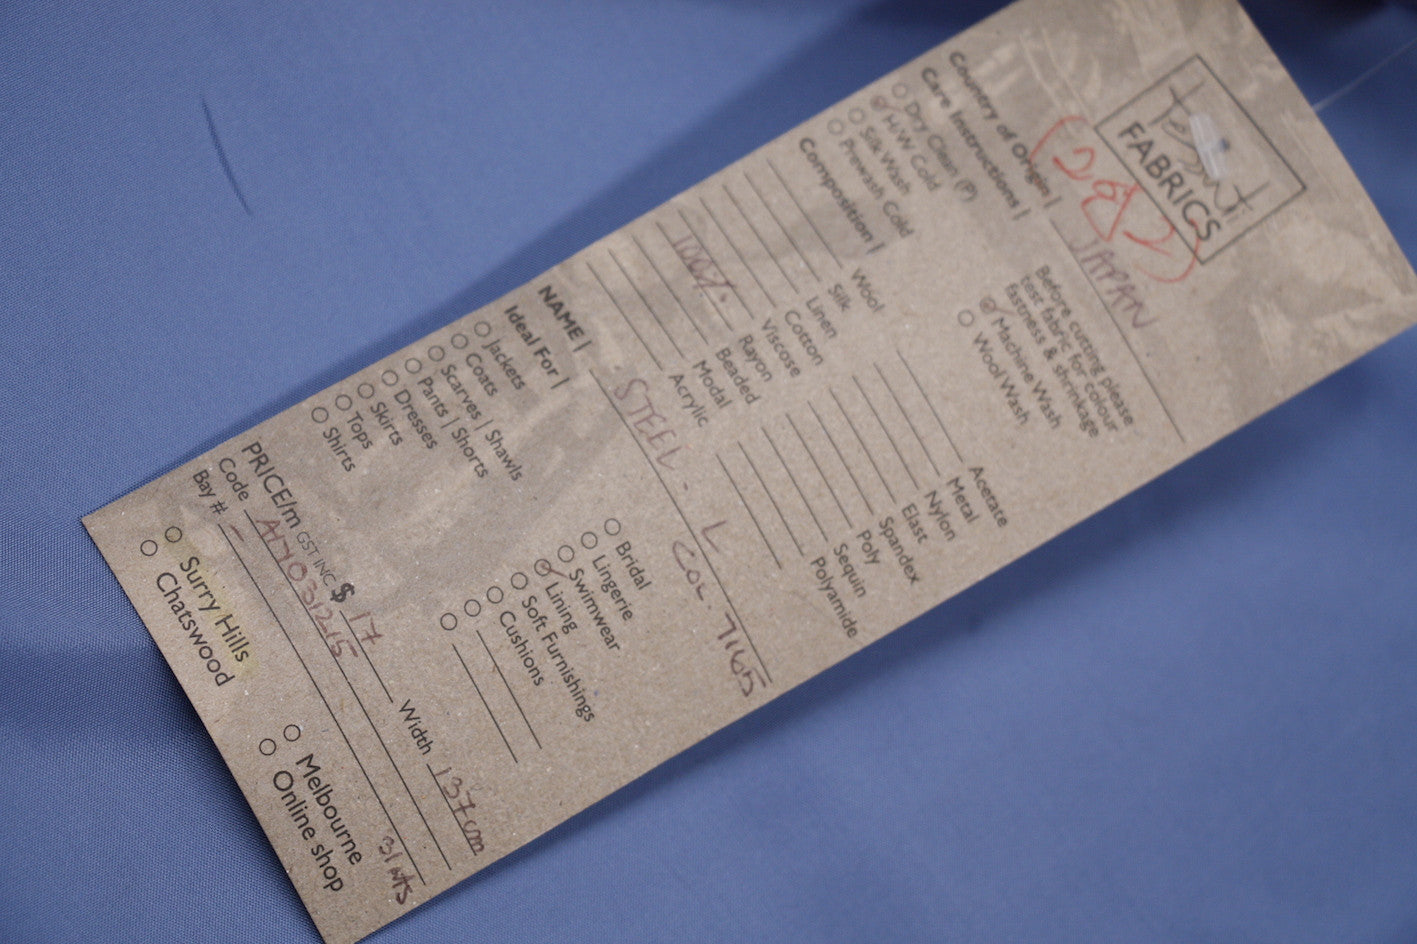 Tessuti
FABRICS
(282)
Country of Origin | JAPAN
Care Instructions |
Before cutting please
test fabric for colour
fastness & shrinkage
Dry Clean (P)
H/W Cold
Silk Wash
Prewash Cold
Machine Wash
Wool Wash
Composition |
Wool
Silk
Linen
Cotton
Viscose
100% Rayon
Beaded
Modal
Acrylic
Acetate
Metal
Nylon
Elast
Spandex
Poly
Sequin
Polyamide
NAME | STEEL - L
COL. 7165
Ideal For |
Jackets
Coats
Scarves | Shawls
Pants | Shorts
Dresses
Skirts
Tops
Shirts
Bridal
Lingerie
Swimwear
Lining
Soft Furnishings
Cushions
PRICE/m GST INC $ 17 Width 137cm
Code A17031215
Bay # - 31 MTS
Surry Hills
Chatswood
Melbourne
Online shop